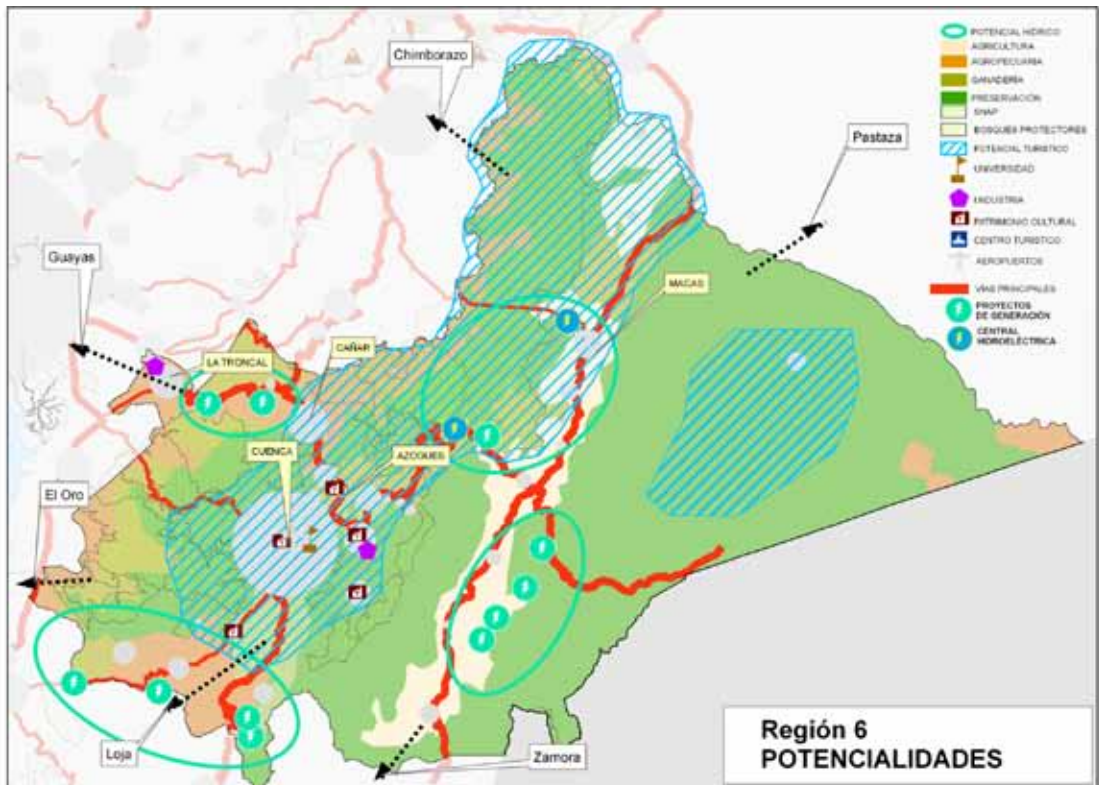 Chimborazo
Pastaza
Guayas
MACAS
CAÑAR
LA TRONCAL
CUENCA
AZOGUES
El Oro
Loja
Zamora
POTENCIAL HÍDRICO
AGRICULTURA
AGROPECUARIA
GANADERÍA
PRESERVACIÓN
SNAP
BOSQUES PROTECTORES
POTENCIAL TURISTICO
UNIVERSIDAD
INDUSTRIA
PATRIMONIO CULTURAL
CENTRO TURISTICO
AEROPUERTOS
VÍAS PRINCIPALES
PROYECTOS
DE GENERACIÓN
CENTRAL
HIDROELÉCTRICA
Región 6
POTENCIALIDADES